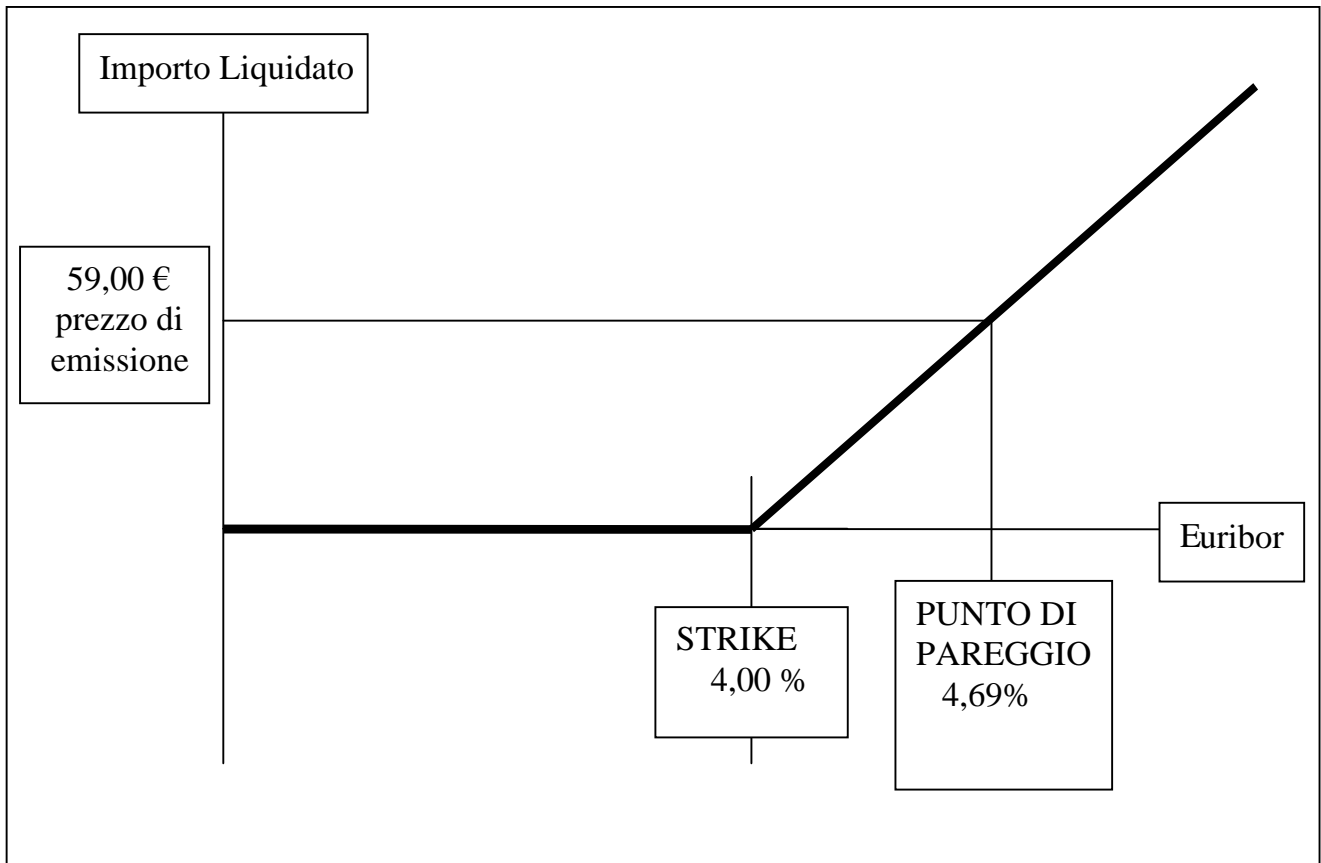 Importo Liquidato
59,00 €
prezzo di
emissione
Euribor
STRIKE
4,00 %
PUNTO DI
PAREGGIO
4,69%